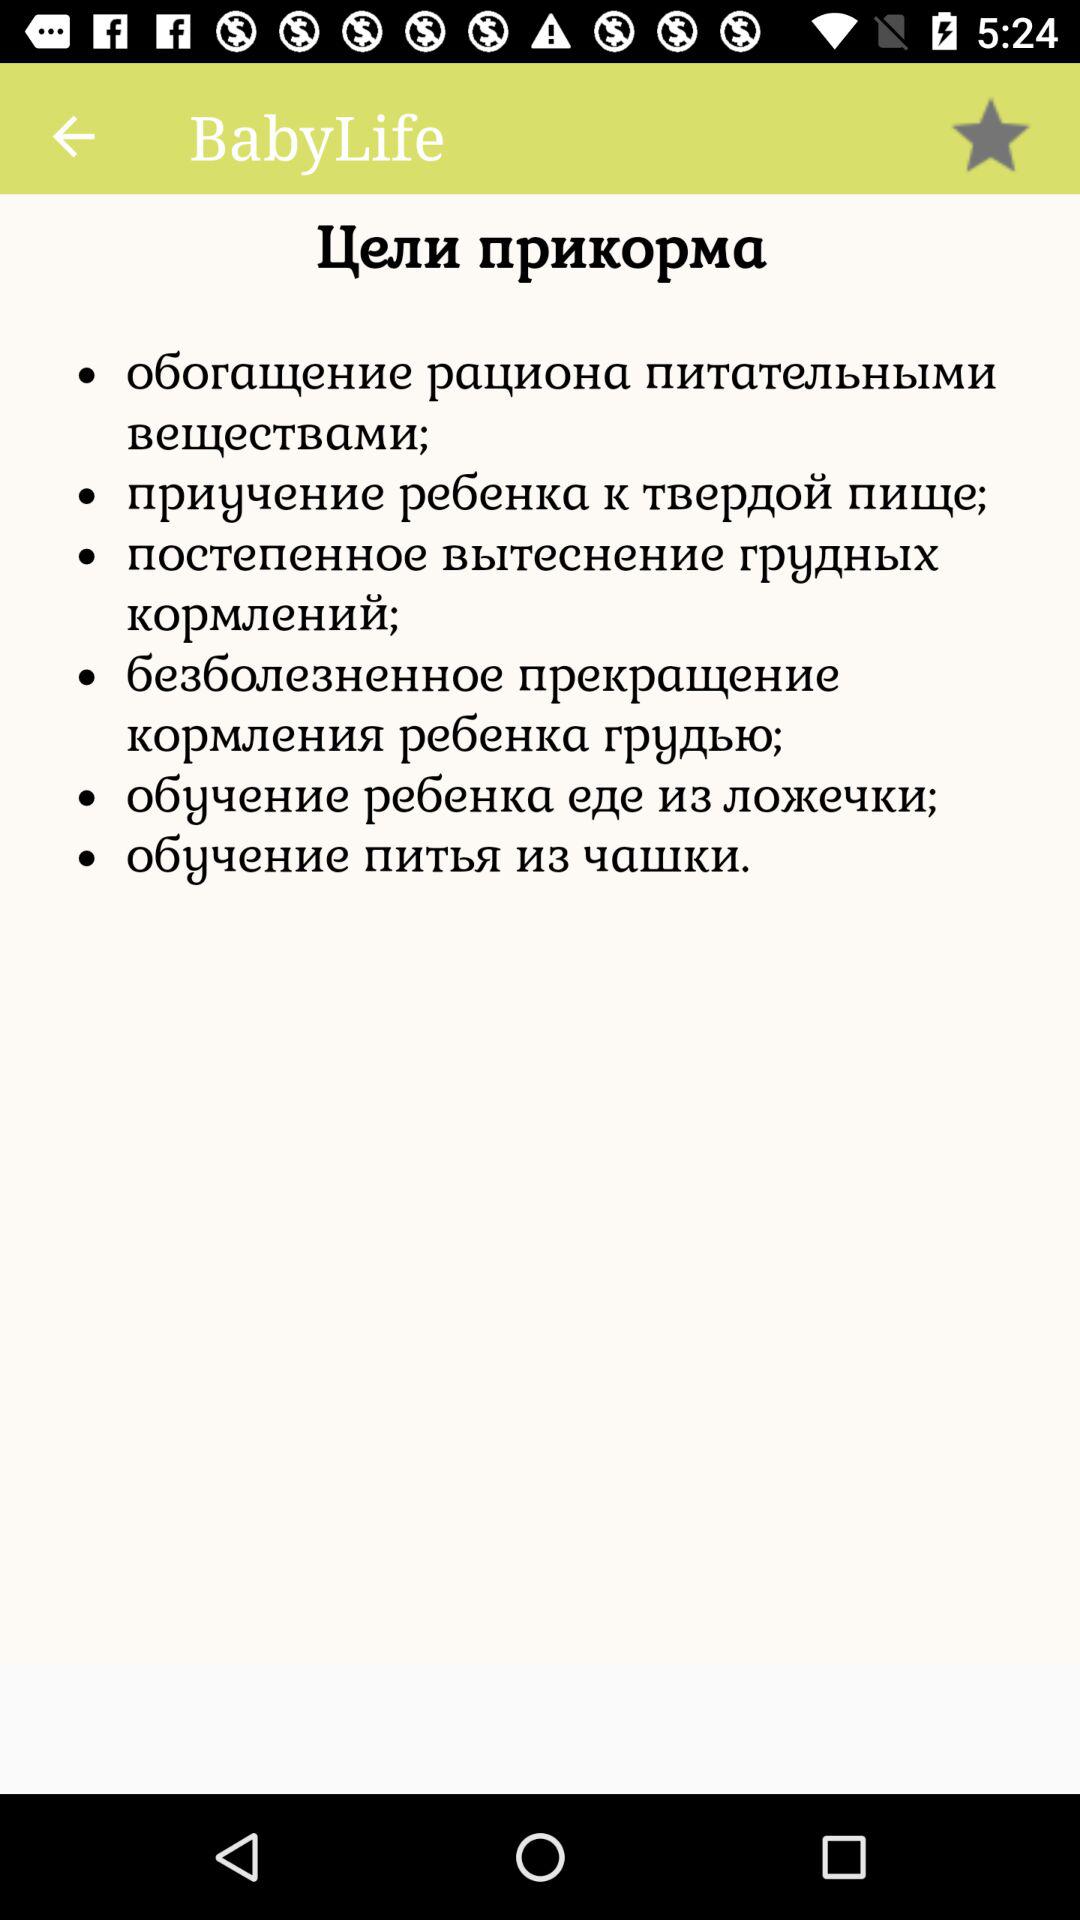 5:24
BabyLife
Цели прикорма
• обогащение рациона питательными
веществами;
• приучение ребенка к твердой пище;
• постепенное вытеснение грудных
кормлений;
• безболезненное прекращение
кормления ребенка грудью;
• обучение ребенка еде из ложечки;
• обучение питья из чашки.